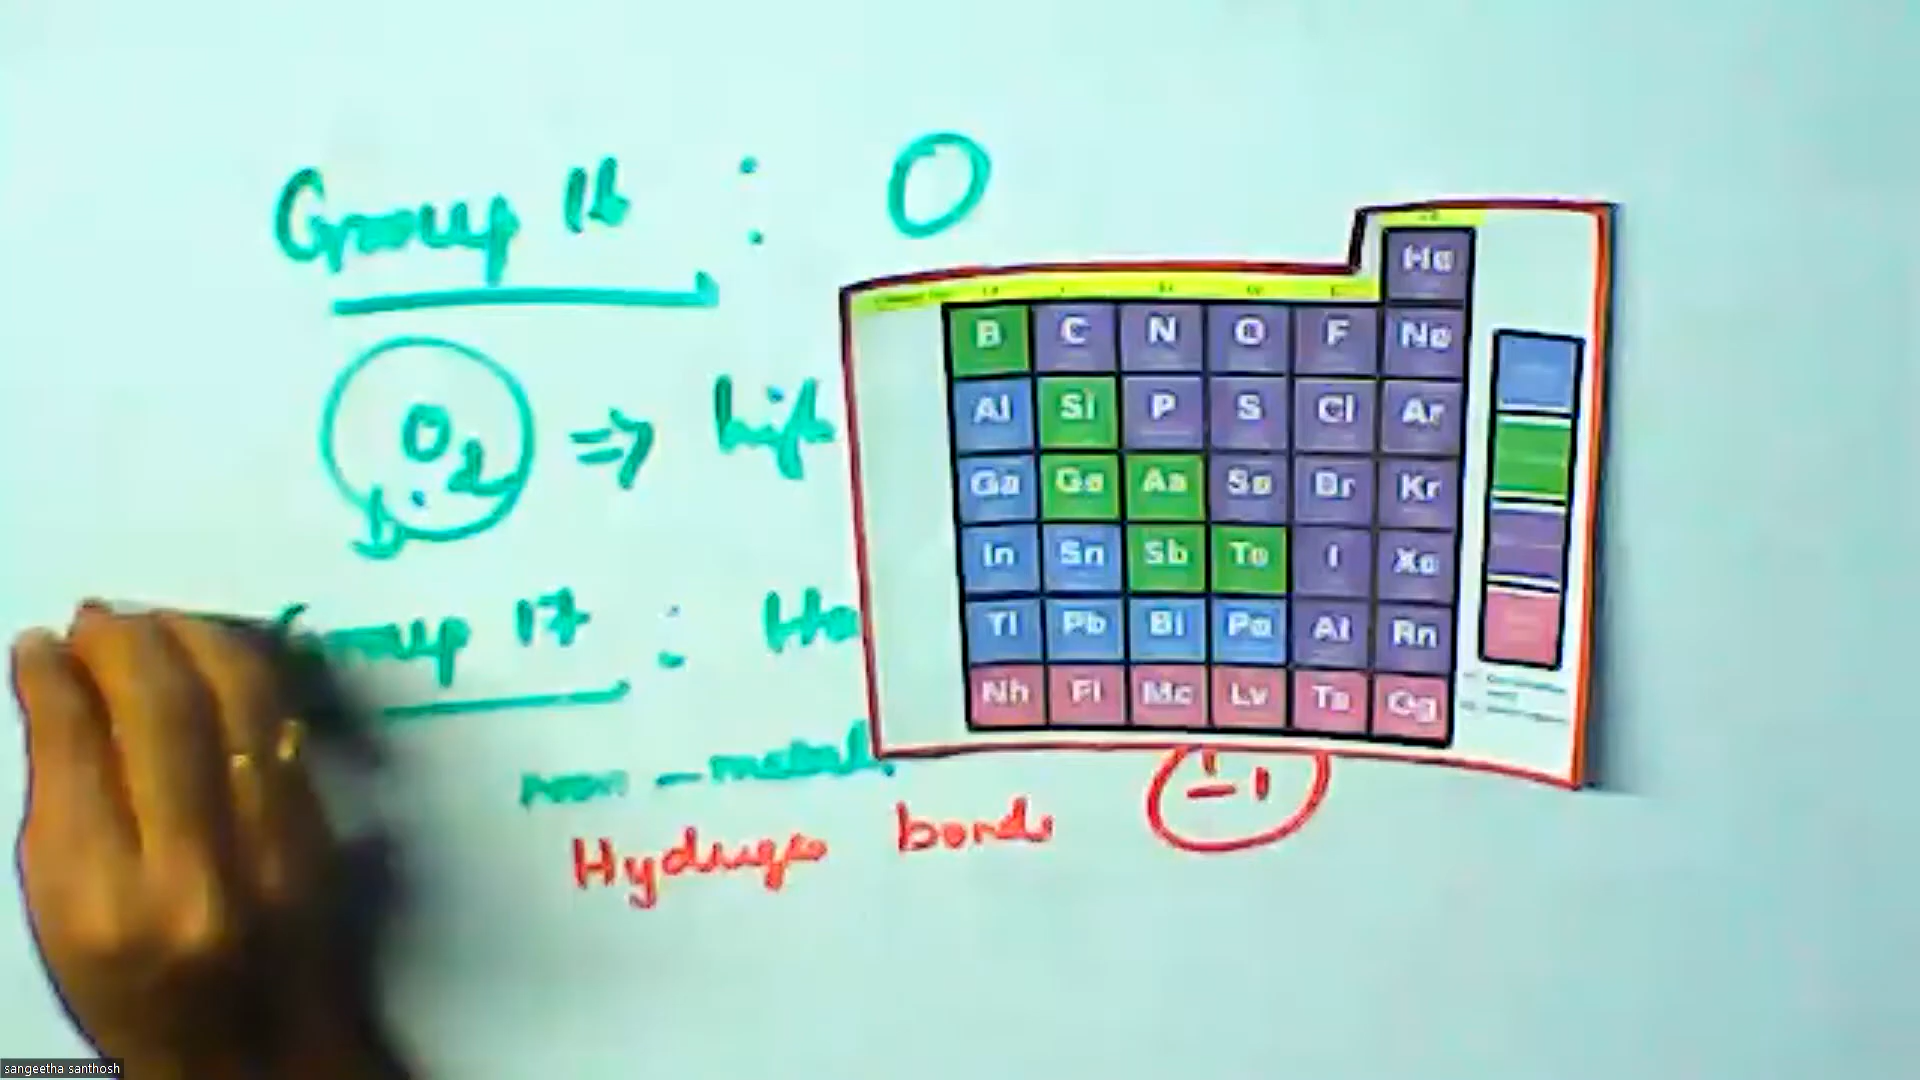 Group 16 : O
O2 => high
b.
Group 17 : Ha
non - metals
Hydrogen bonds
-1
He
B C N O F Ne
Al Si P S Cl Ar
Ga Ge As Se Br Kr
In Sn Sb Te I Xe
Tl Pb Bi Po At Rn
Nh Fl Mc Lv Ts Og
sangeetha santhosh